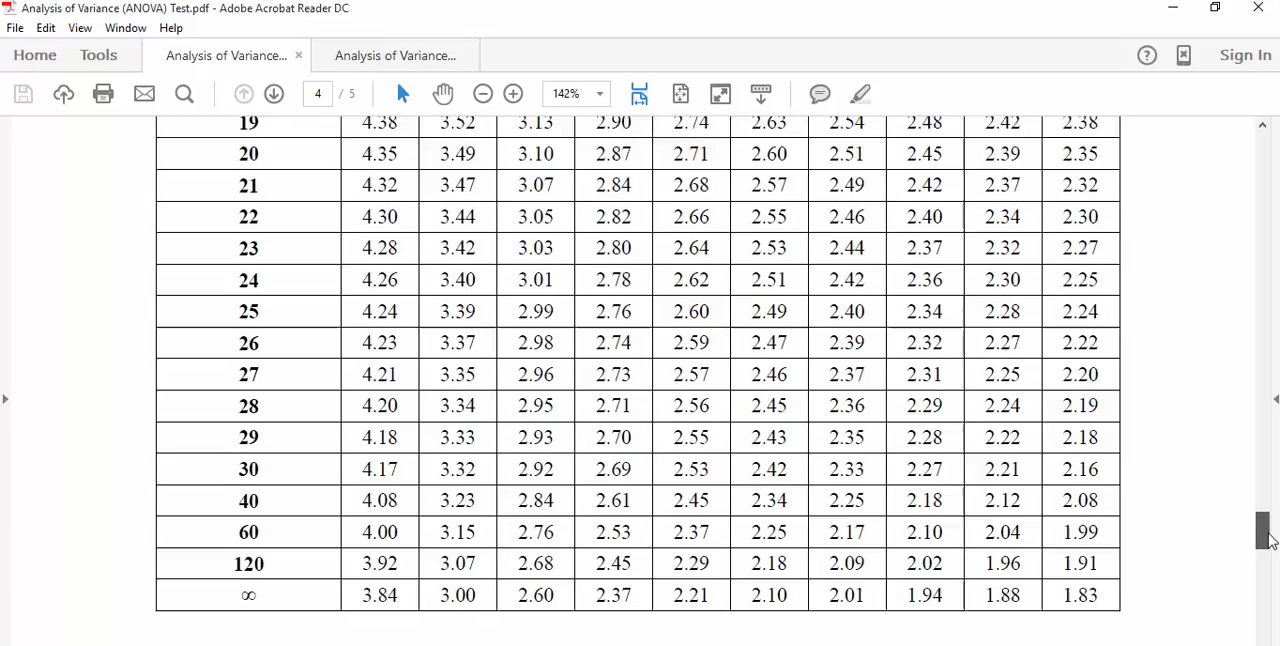 Analysis of Variance (ANOVA) Test.pdf - Adobe Acrobat Reader DC
File Edit View Window Help
Home Tools Analysis of Variance... × Analysis of Variance... Sign In
4 / 5 142%
19 4.38 3.52 3.13 2.90 2.74 2.63 2.54 2.48 2.42 2.38
20 4.35 3.49 3.10 2.87 2.71 2.60 2.51 2.45 2.39 2.35
21 4.32 3.47 3.07 2.84 2.68 2.57 2.49 2.42 2.37 2.32
22 4.30 3.44 3.05 2.82 2.66 2.55 2.46 2.40 2.34 2.30
23 4.28 3.42 3.03 2.80 2.64 2.53 2.44 2.37 2.32 2.27
24 4.26 3.40 3.01 2.78 2.62 2.51 2.42 2.36 2.30 2.25
25 4.24 3.39 2.99 2.76 2.60 2.49 2.40 2.34 2.28 2.24
26 4.23 3.37 2.98 2.74 2.59 2.47 2.39 2.32 2.27 2.22
27 4.21 3.35 2.96 2.73 2.57 2.46 2.37 2.31 2.25 2.20
28 4.20 3.34 2.95 2.71 2.56 2.45 2.36 2.29 2.24 2.19
29 4.18 3.33 2.93 2.70 2.55 2.43 2.35 2.28 2.22 2.18
30 4.17 3.32 2.92 2.69 2.53 2.42 2.33 2.27 2.21 2.16
40 4.08 3.23 2.84 2.61 2.45 2.34 2.25 2.18 2.12 2.08
60 4.00 3.15 2.76 2.53 2.37 2.25 2.17 2.10 2.04 1.99
120 3.92 3.07 2.68 2.45 2.29 2.18 2.09 2.02 1.96 1.91
∞ 3.84 3.00 2.60 2.37 2.21 2.10 2.01 1.94 1.88 1.83